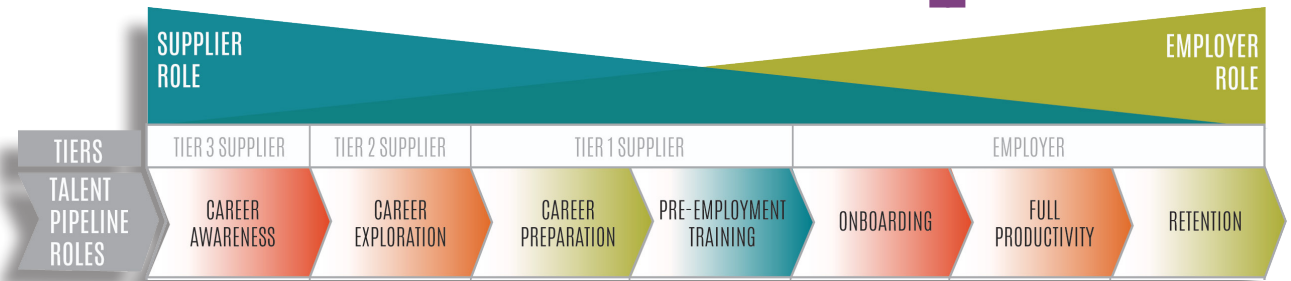 SUPPLIER
ROLE
EMPLOYER
ROLE
TIERS
TIER 3 SUPPLIER
TIER 2 SUPPLIER
TIER 1 SUPPLIER
EMPLOYER
TALENT
PIPELINE
ROLES
CAREER
AWARENESS
CAREER
EXPLORATION
CAREER
PREPARATION
PRE-EMPLOYMENT
TRAINING
ONBOARDING
FULL
PRODUCTIVITY
RETENTION